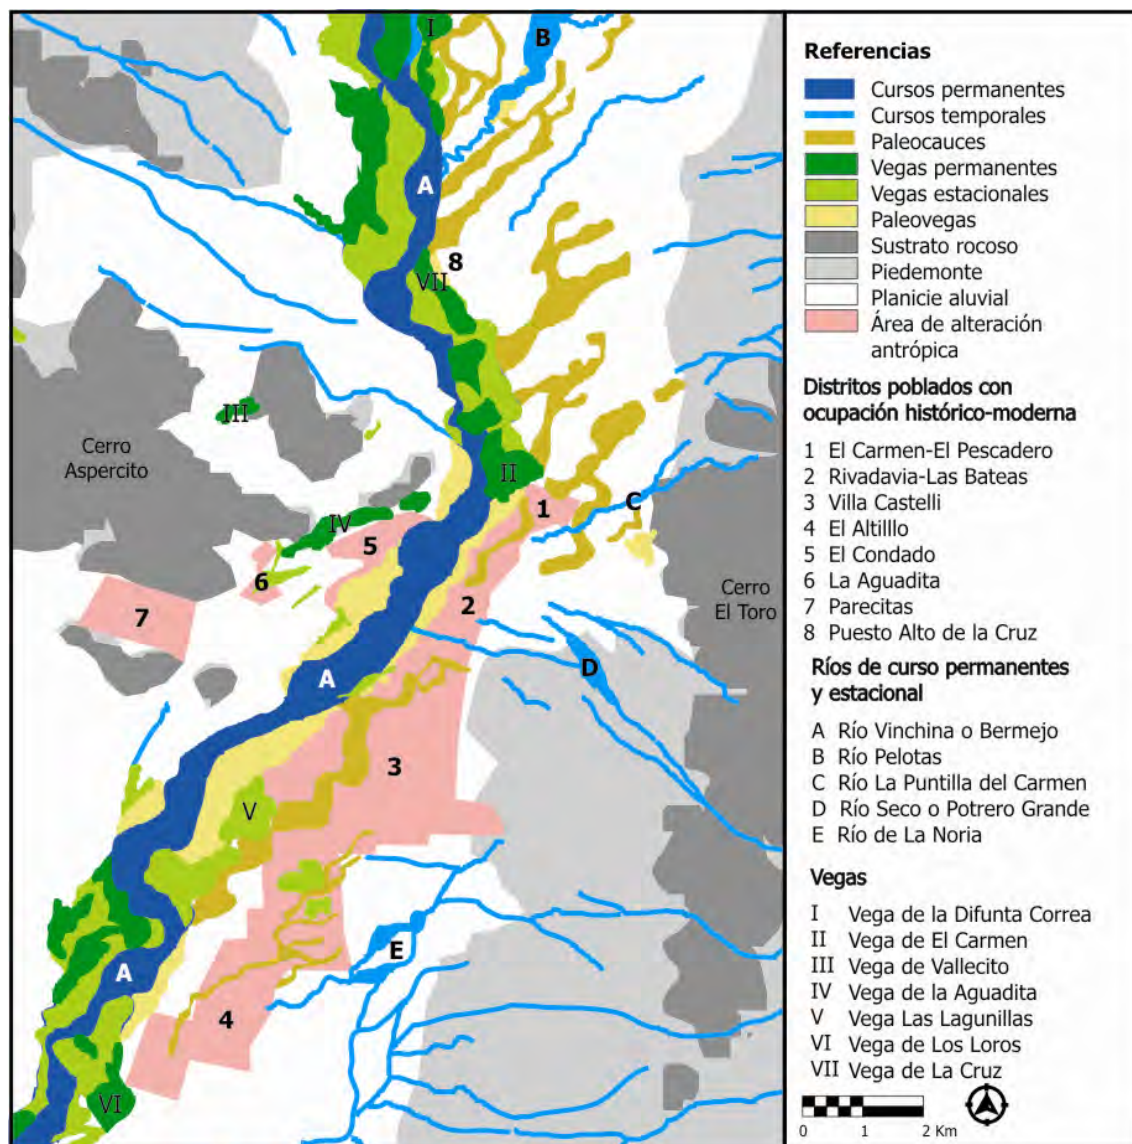 I
B
A
8
VII
III
Cerro
Aspercito
II
C
1
IV
5
6
2
Cerro
El Toro
7
D
A
3
V
E
A
4
VI
Referencias
Cursos permanentes
Cursos temporales
Paleocauces
Vegas permanentes
Vegas estacionales
Paleovegas
Sustrato rocoso
Piedemonte
Planicie aluvial
Área de alteración
antrópica
Distritos poblados con
ocupación histórico-moderna
1 El Carmen-El Pescadero
2 Rivadavia-Las Bateas
3 Villa Castelli
4 El Altilllo
5 El Condado
6 La Aguadita
7 Parecitas
8 Puesto Alto de la Cruz
Ríos de curso permanentes
y estacional
A Río Vinchina o Bermejo
B Río Pelotas
C Río La Puntilla del Carmen
D Río Seco o Potrero Grande
E Río de La Noria
Vegas
I Vega de la Difunta Correa
II Vega de El Carmen
III Vega de Vallecito
IV Vega de la Aguadita
V Vega Las Lagunillas
VI Vega de Los Loros
VII Vega de La Cruz
0 1 2 Km